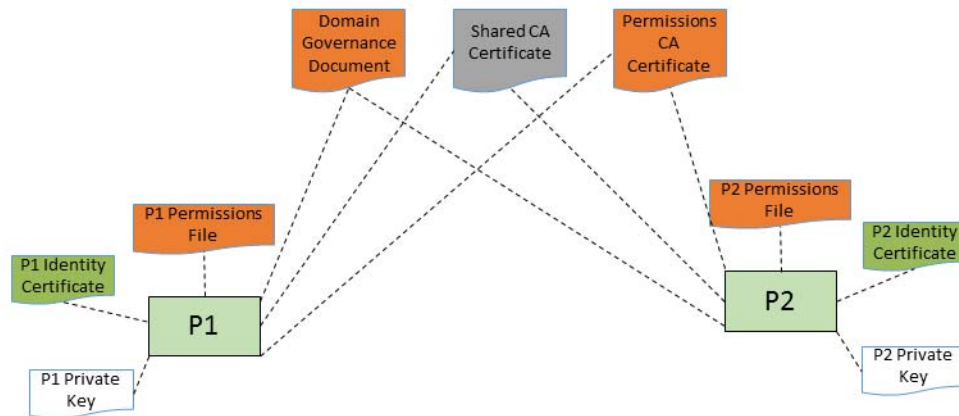 Domain
Governance
Document
Shared CA
Certificate
Permissions
CA
Certificate
P1 Permissions
File
P2 Permissions
File
P1 Identity
Certificate
P2 Identity
Certificate
P1
P2
P1 Private
Key
P2 Private
Key